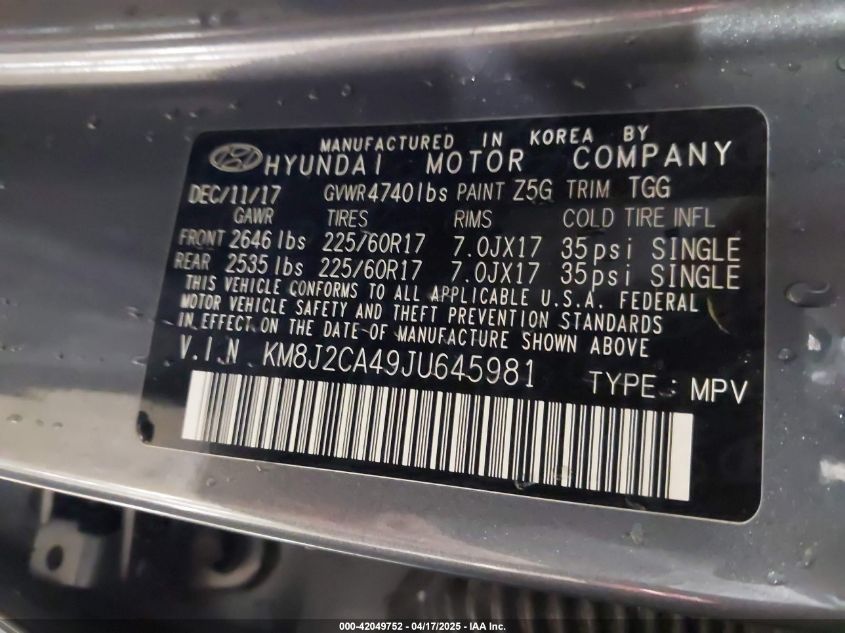 MANUFACTURED IN KOREA BY
HYUNDAI MOTOR COMPANY
DEC/11/17 GVWR 4740 lbs PAINT Z5G TRIM TGG
GAWR TIRES RIMS COLD TIRE INFL
FRONT 2646 lbs 225/60R17 7.0JX17 35psi SINGLE
REAR 2535 lbs 225/60R17 7.0JX17 35psi SINGLE
THIS VEHICLE CONFORMS TO ALL APPLICABLE U.S.A. FEDERAL
MOTOR VEHICLE SAFETY AND THEFT PREVENTION STANDARDS
IN EFFECT ON THE DATE OF MANUFACTURE SHOWN ABOVE
V.I.N KM8J2CA49JU645981 TYPE : MPV
000-42049752 - 04/17/2025 - IAA Inc.